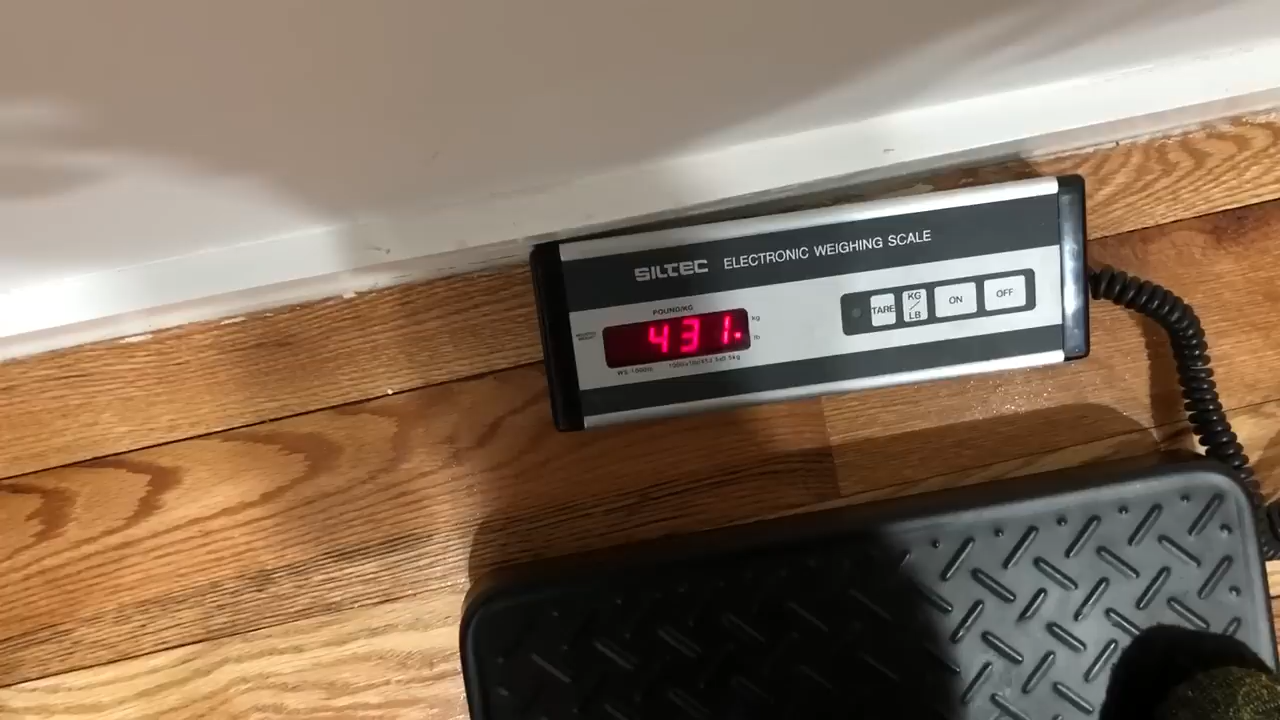 SILTEC ELECTRONIC WEIGHING SCALE
POUND/KG
431.
kg
lb
TARE
KG
LB
ON
OFF